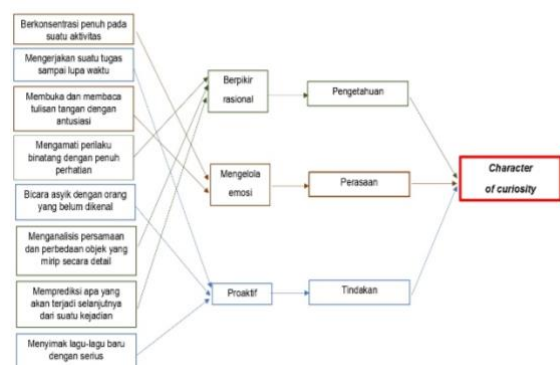 Berkonsentrasi penuh pada
suatu aktivitas
Mengerjakan suatu tugas
sampai lupa waktu
Membuka dan membaca
tulisan tangan dengan
antusiasi
Mengamati perilaku
binatang dengan penuh
perhatian
Bicara asyik dengan orang
yang belum dikenal
Menganalisis persamaan
dan perbedaan objek yang
mirip secara detail
Memprediksi apa yang
akan terjadi selanjutnya
dari suatu kejadian
Menyimak lagu-lagu baru
dengan serius
Berpikir
rasional
Mengelola
emosi
Proaktif
Pengetahuan
Perasaan
Tindakan
Character
of curiosity